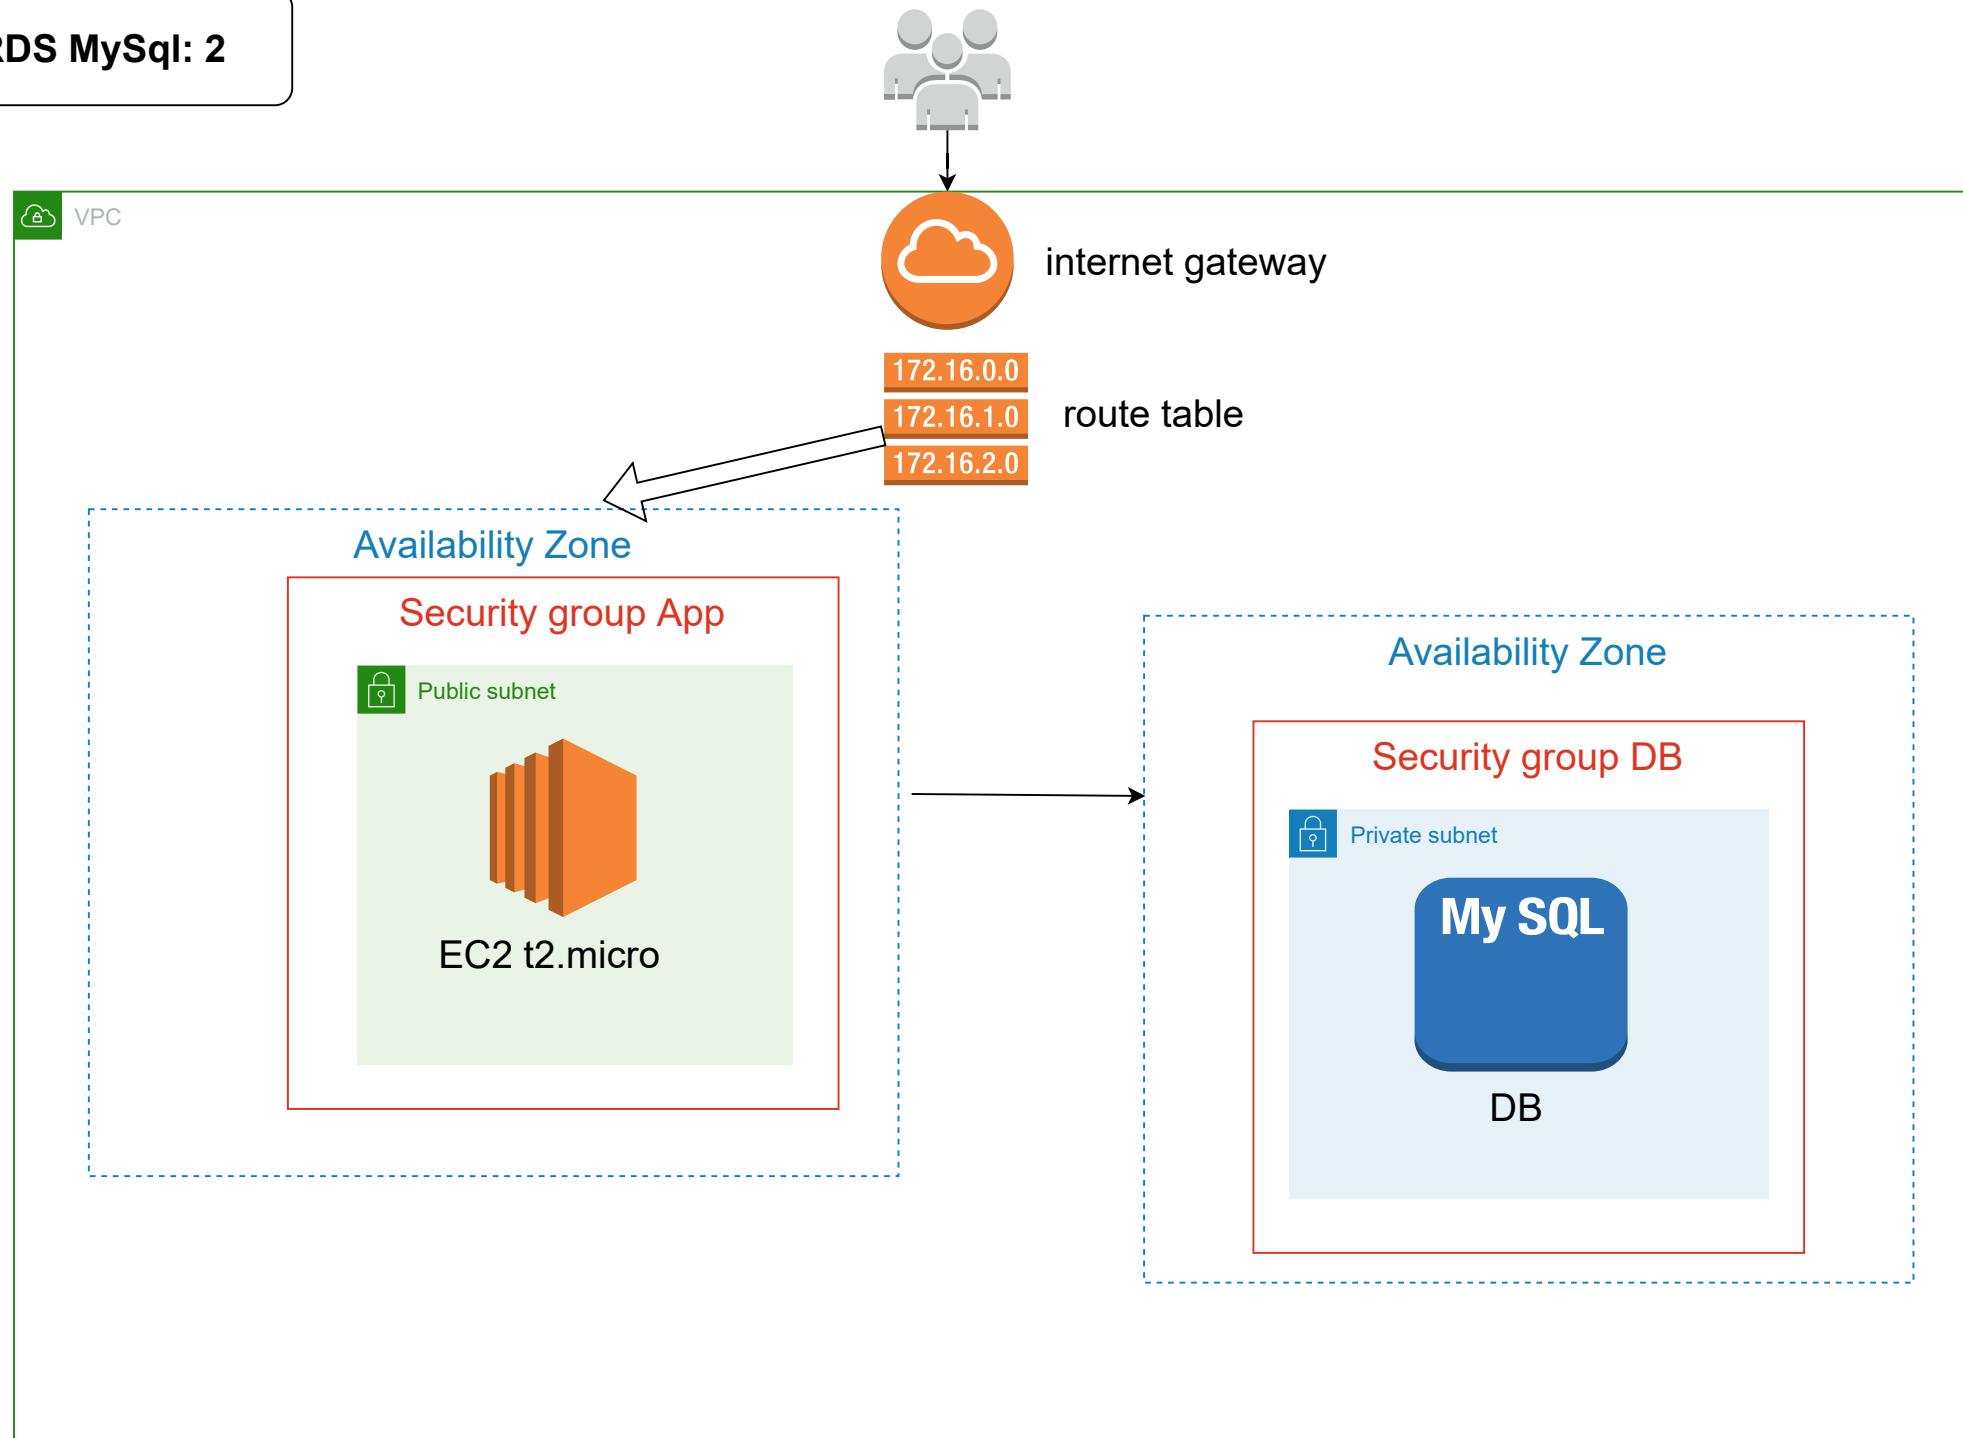 RDS MySql: 2
VPC
internet gateway
172.16.0.0
172.16.1.0
172.16.2.0
route table
Availability Zone
Security group App
Public subnet
EC2 t2.micro
Availability Zone
Security group DB
Private subnet
My SQL
DB